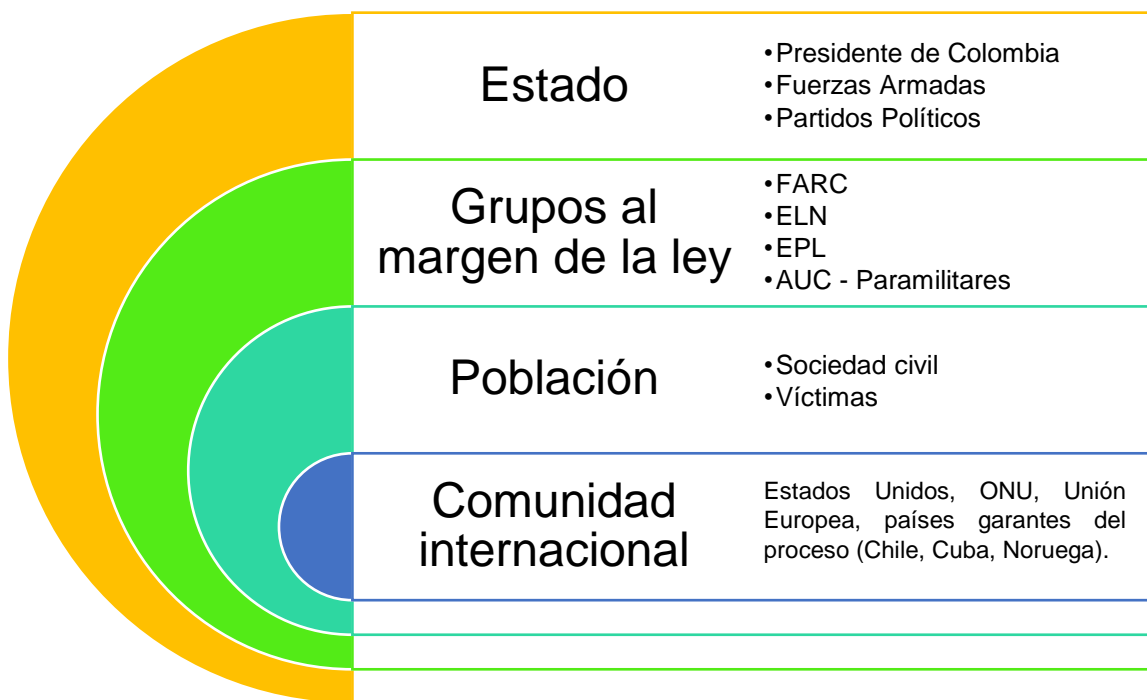 Estado
•Presidente de Colombia
•Fuerzas Armadas
•Partidos Políticos
Grupos al
margen de la ley
•FARC
•ELN
•EPL
•AUC - Paramilitares
Población
•Sociedad civil
•Víctimas
Comunidad
internacional
Estados Unidos, ONU, Unión
Europea, países garantes del
proceso (Chile, Cuba, Noruega).